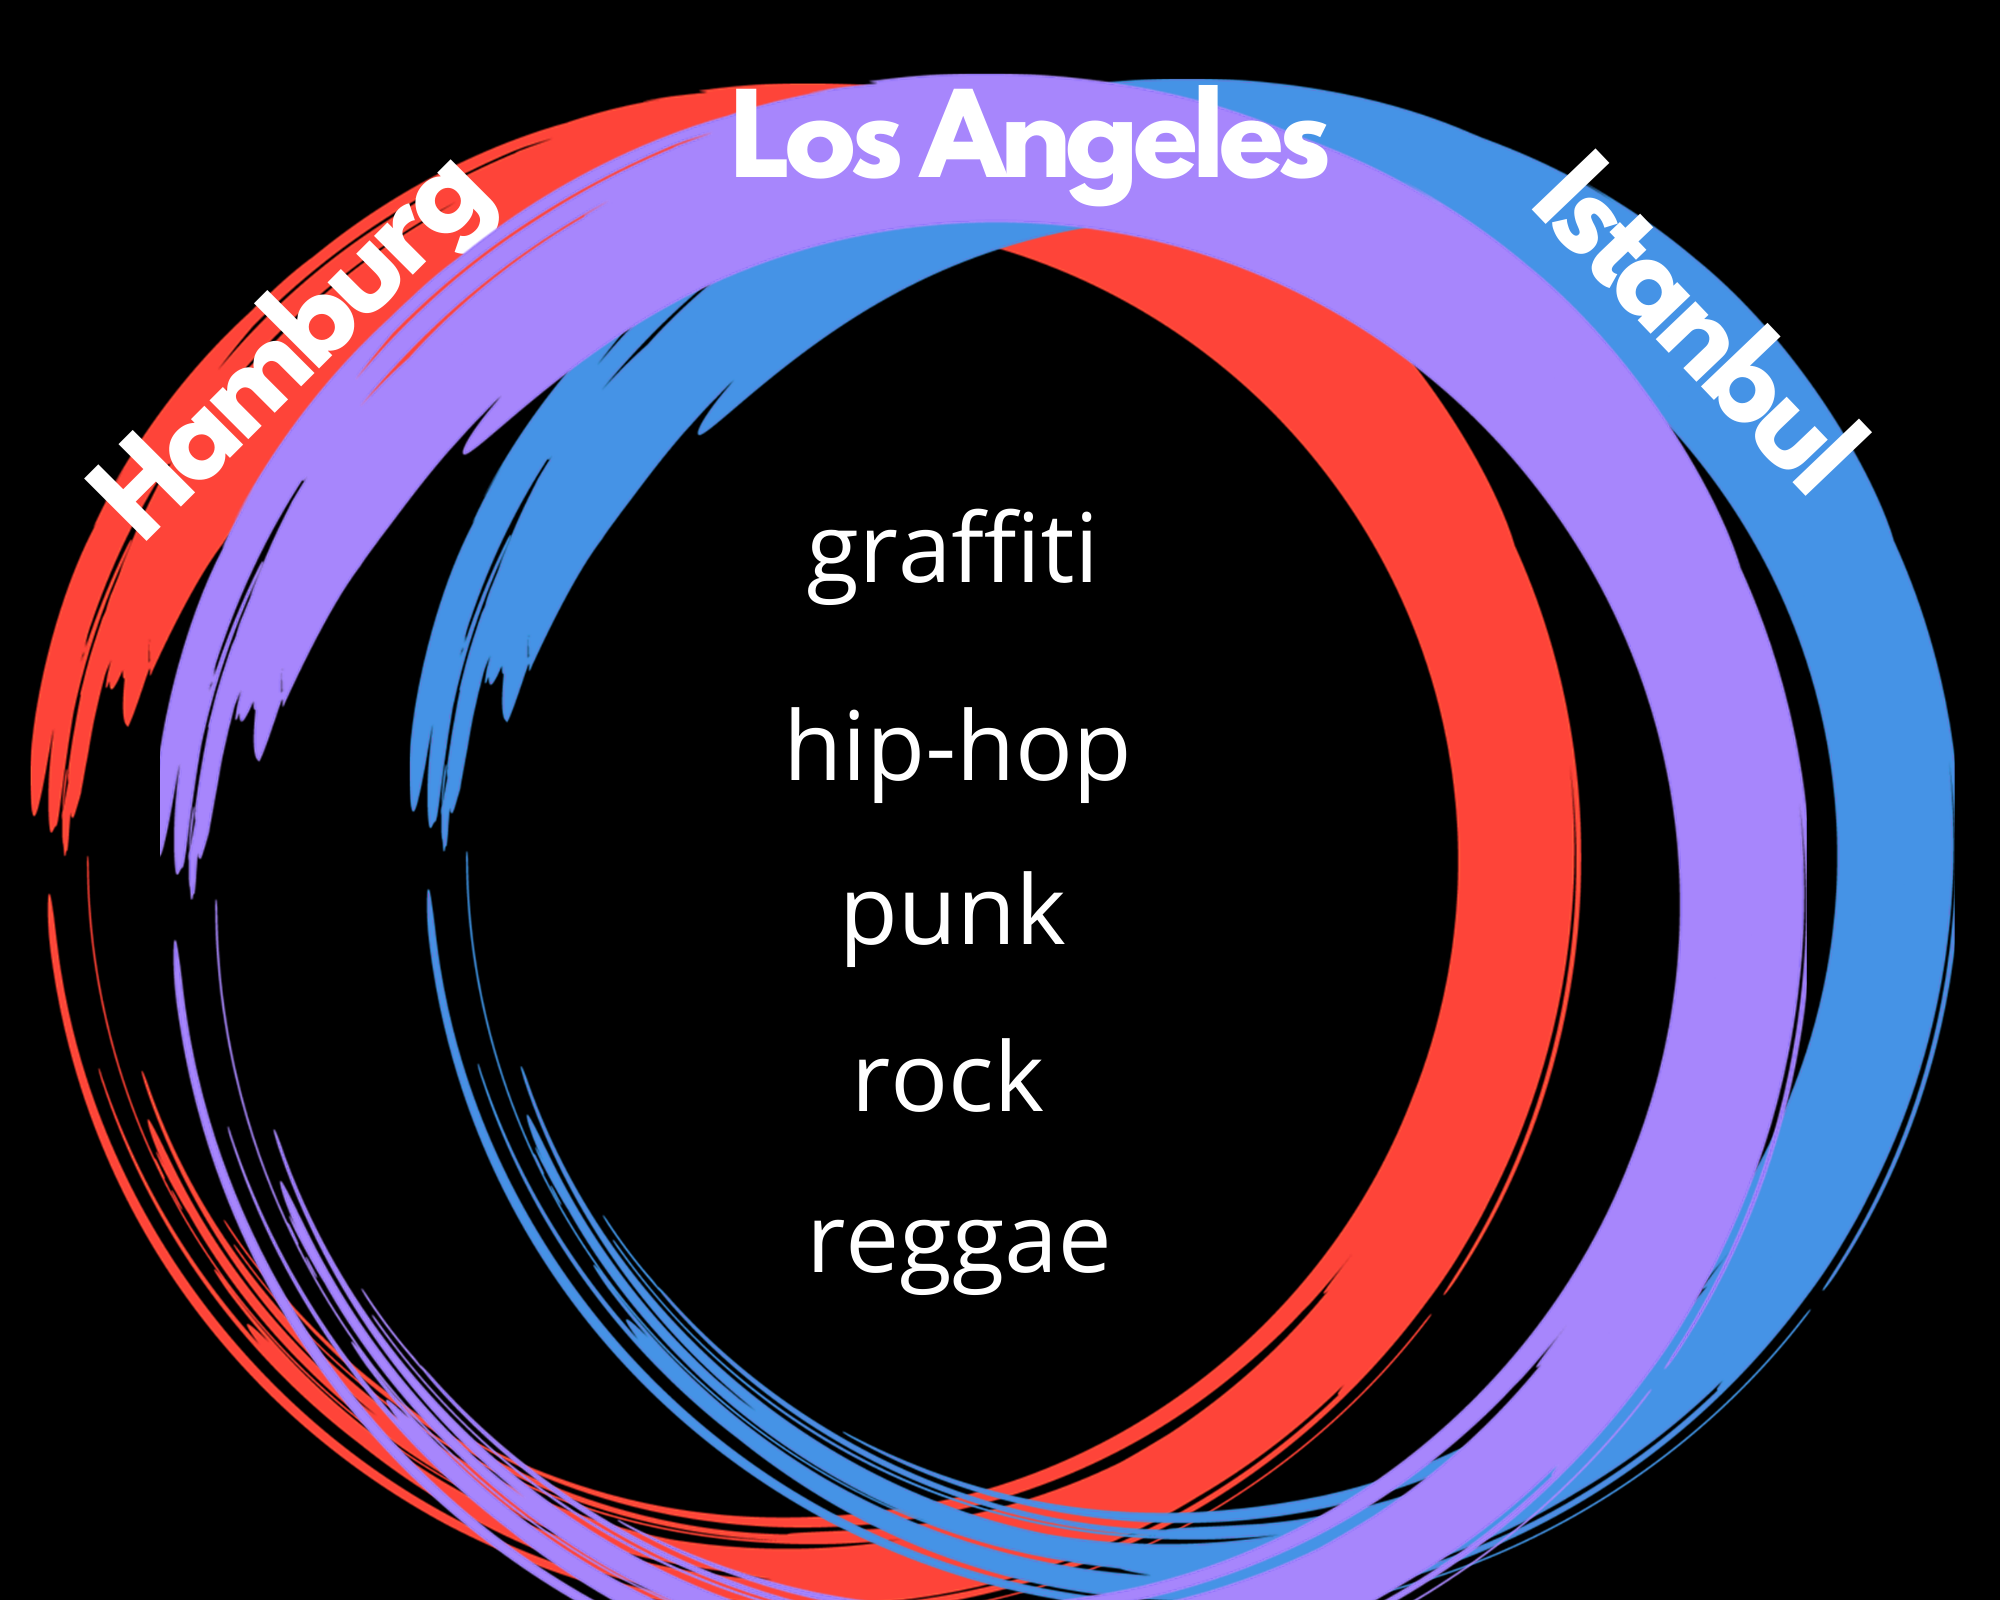 Los Angeles
Hamburg
Istanbul
graffiti
hip-hop
punk
rock
reggae